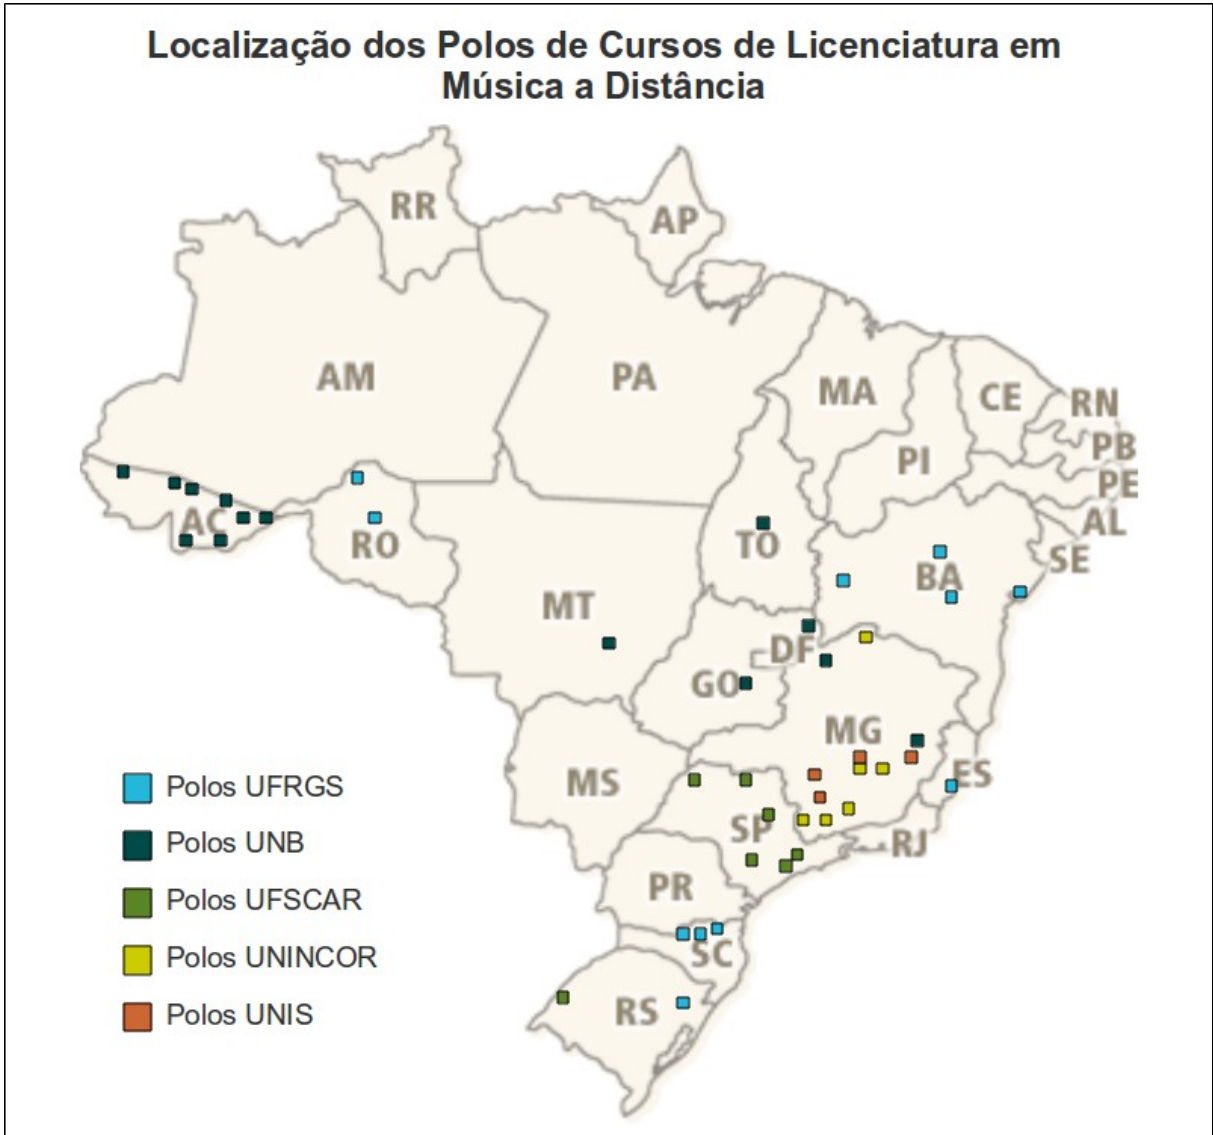 Localização dos Polos de Cursos de Licenciatura em
Música a Distância
RR
AP
AM
PA
MA
CE
RN
PB
PI
PE
AC
AL
RO
TO
SE
BA
MT
DF
GO
MG
MS
ES
SP
RJ
PR
SC
RS
Polos UFRGS
Polos UNB
Polos UFSCAR
Polos UNINCOR
Polos UNIS